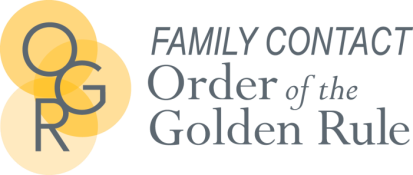 OGR
FAMILY CONTACT
Order of the
Golden Rule